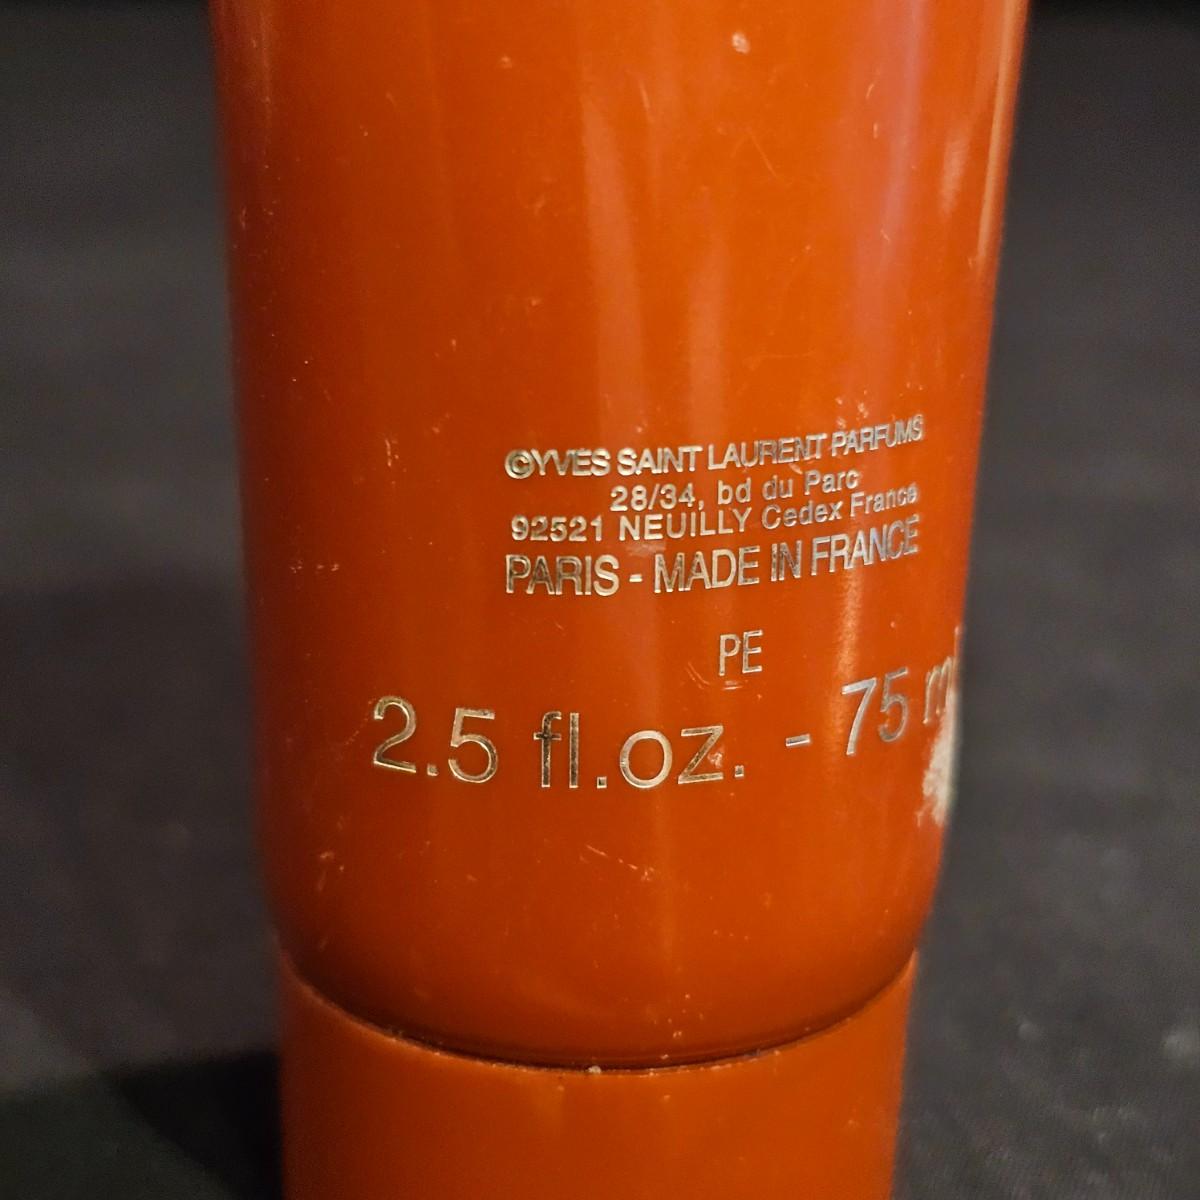 ©YVES SAINT LAURENT PARFUMS
28/34, bd du Parc
92521 NEUILLY Cedex France
PARIS - MADE IN FRANCE
PE
2.5 fl.oz. - 75 ml